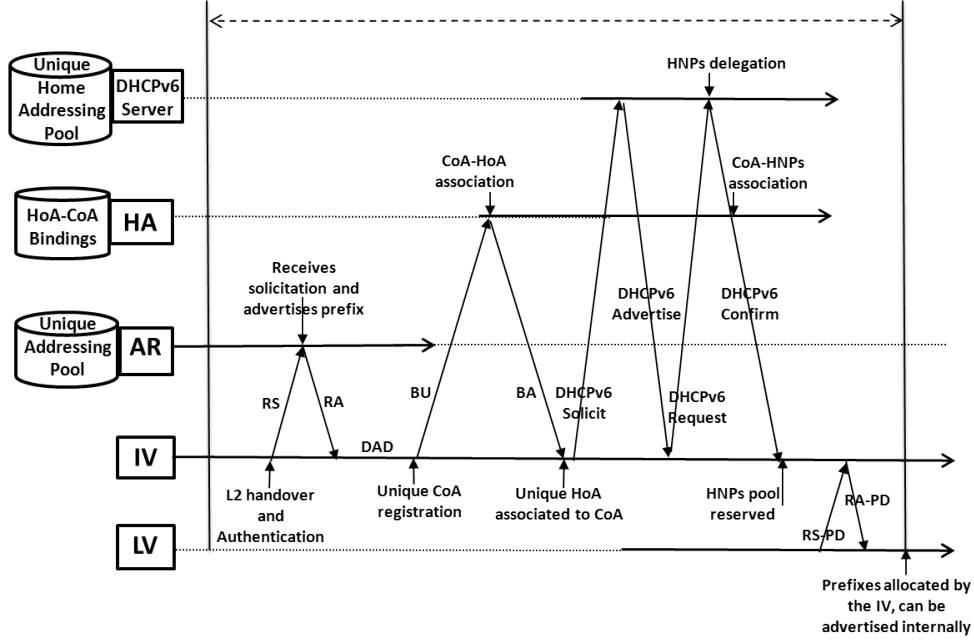 Unique
Home
Addressing
Pool
DHCPv6
Server
HNPs delegation
CoA-HoA
association
CoA-HNPs
association
HoA-CoA
Bindings
HA
Receives
solicitation and
advertises prefix
DHCPv6
Advertise
DHCPv6
Confirm
Unique
Addressing
Pool
AR
RS
RA
BU
BA
DHCPv6
Solicit
DHCPv6
Request
DAD
IV
L2 handover
and
Authentication
Unique CoA
registration
Unique HoA
associated to CoA
HNPs pool
reserved
RA-PD
RS-PD
LV
Prefixes allocated by
the IV, can be
advertised internally